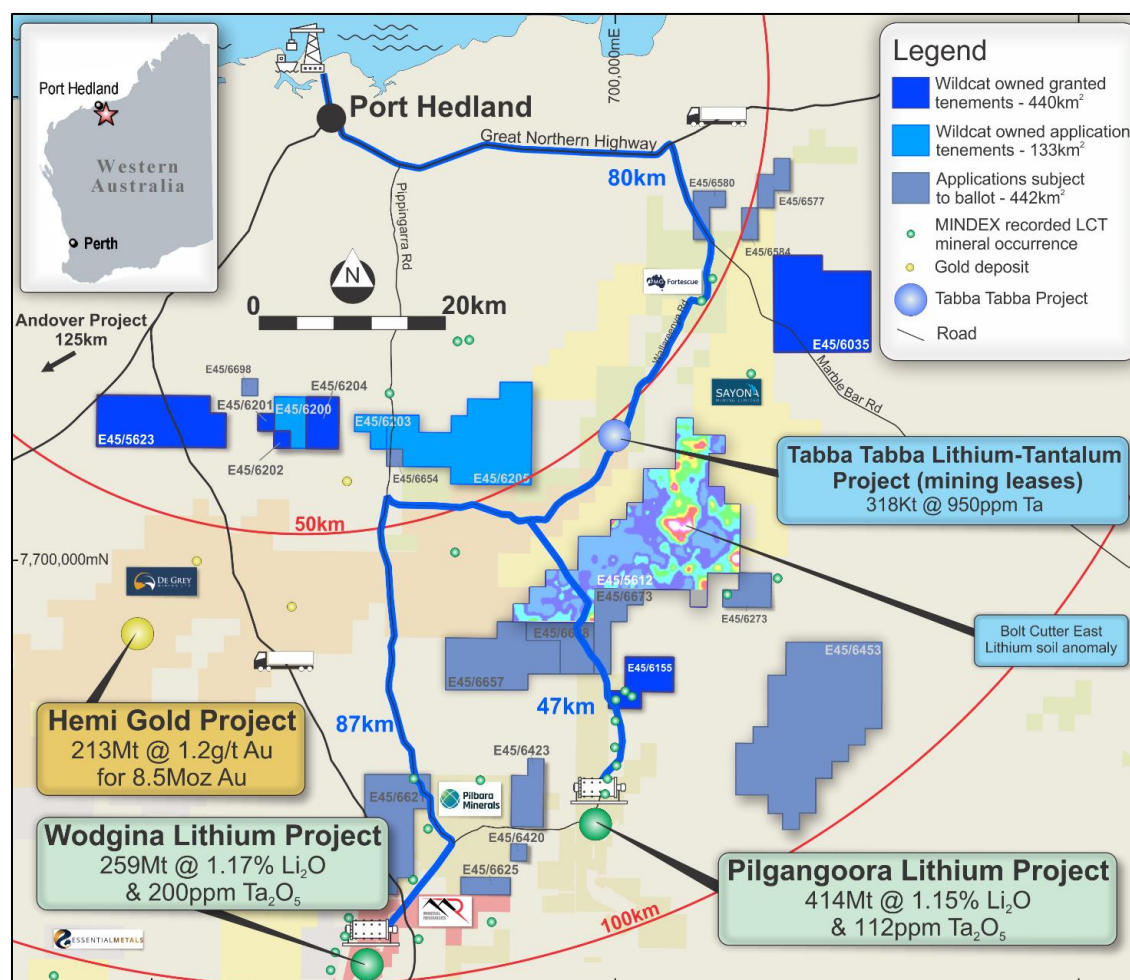 Port Hedland
Western
Australia
Perth
Port Hedland
Great Northern Highway
700,000mE
80km
Pippingarra Rd
N
0
20km
Andover Project
125km
Legend
Wildcat owned granted
tenements - 440km²
Wildcat owned application
tenements - 133km²
Applications subject
to ballot - 442km²
MINDEX recorded LCT
mineral occurrence
Gold deposit
Tabba Tabba Project
Road
E45/6580
E45/6577
E45/6584
Fortescue
E45/6035
Marble Bar Rd
SAYONA
MINING LIMITED
E45/6698
E45/6204
E45/6201
E45/6200
E45/6203
E45/5623
E45/6202
E45/6654
E45/6205
50km
Tabba Tabba Lithium-Tantalum
Project (mining leases)
318Kt @ 950ppm Ta
7,700,000mN
DE GREY
MINING LTD
E45/5612
E45/6673
E45/6273
Bolt Cutter East
Lithium soil anomaly
E45/6657
E45/6155
E45/6453
Hemi Gold Project
213Mt @ 1.2g/t Au
for 8.5Moz Au
87km
47km
E45/6423
E45/6621
Pilbara
Minerals
E45/6420
E45/6625
Wodgina Lithium Project
259Mt @ 1.17% Li₂O
& 200ppm Ta₂O₅
Pilgangoora Lithium Project
414Mt @ 1.15% Li₂O
& 112ppm Ta₂O₅
MINERAL RESOURCES
ESSENTIALMETALS
100km